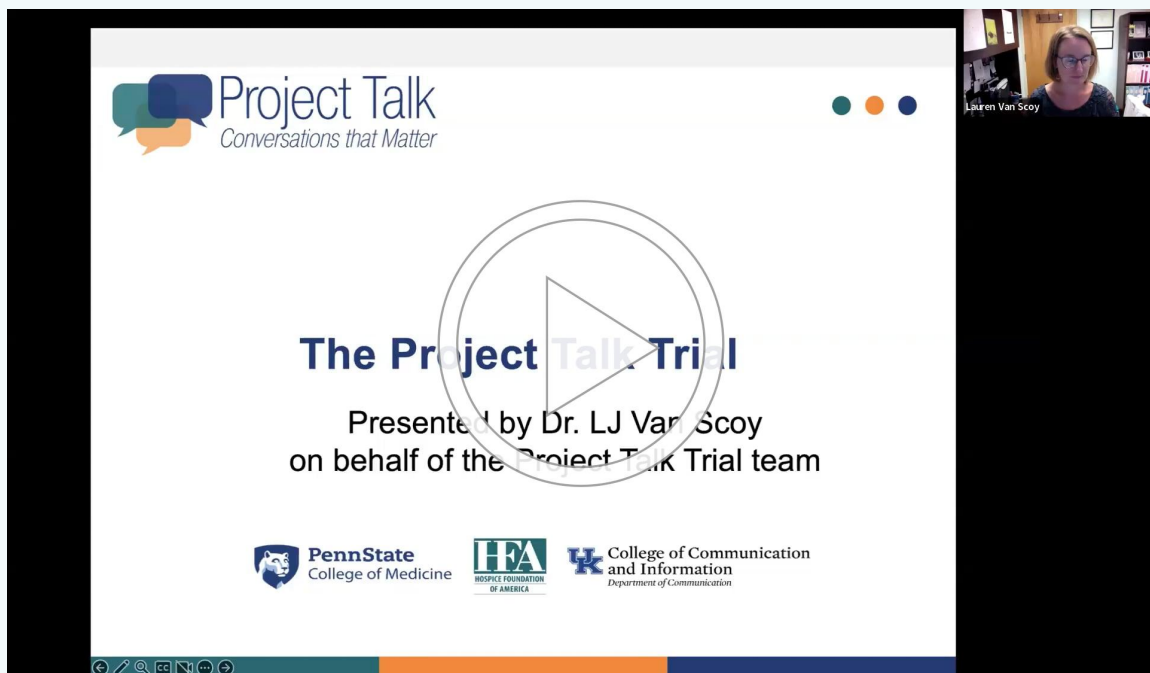 Project Talk
Conversations that Matter
Lauren Van Scoy
The Project Talk Trial
Presented by Dr. LJ Van Scoy
on behalf of the Project Talk Trial team
PennState
College of Medicine
HFA
HOSPICE FOUNDATION
OF AMERICA
UK
College of Communication
and Information
Department of Communication
CC